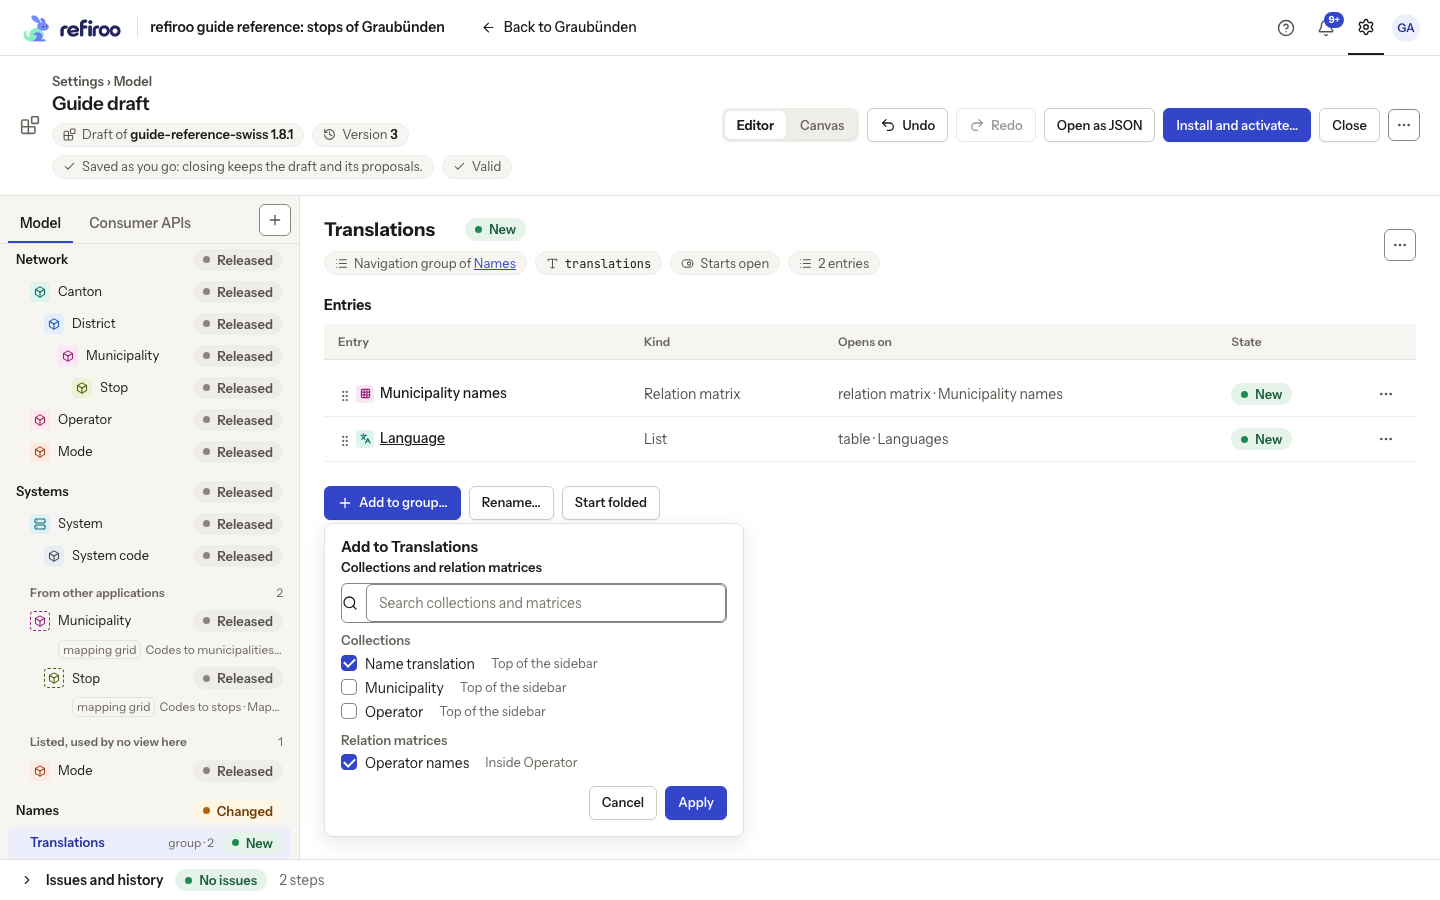 refiroo
refiroo guide reference: stops of Graubünden
Back to Graubünden
9+
GA
Settings › Model
Guide draft
Draft of guide-reference-swiss 1.8.1
Version 3
Saved as you go: closing keeps the draft and its proposals.
Valid
Editor
Canvas
Undo
Redo
Open as JSON
Install and activate...
Close
Model
Consumer APIs
Network
Released
Canton
Released
District
Released
Municipality
Released
Stop
Released
Operator
Released
Mode
Released
Systems
Released
System
Released
System code
Released
From other applications
2
Municipality
Released
mapping grid Codes to municipalities...
Stop
Released
mapping grid Codes to stops · Map...
Listed, used by no view here
1
Mode
Released
Names
Changed
Translations
group · 2
New
Translations
New
Navigation group of Names
translations
Starts open
2 entries
Entries
Entry
Kind
Opens on
State
Municipality names
Relation matrix
relation matrix · Municipality names
New
Language
List
table · Languages
New
Add to group...
Rename...
Start folded
Add to Translations
Collections and relation matrices
Search collections and matrices
Collections
Name translation Top of the sidebar
Municipality Top of the sidebar
Operator Top of the sidebar
Relation matrices
Operator names Inside Operator
Cancel
Apply
Issues and history
No issues
2 steps